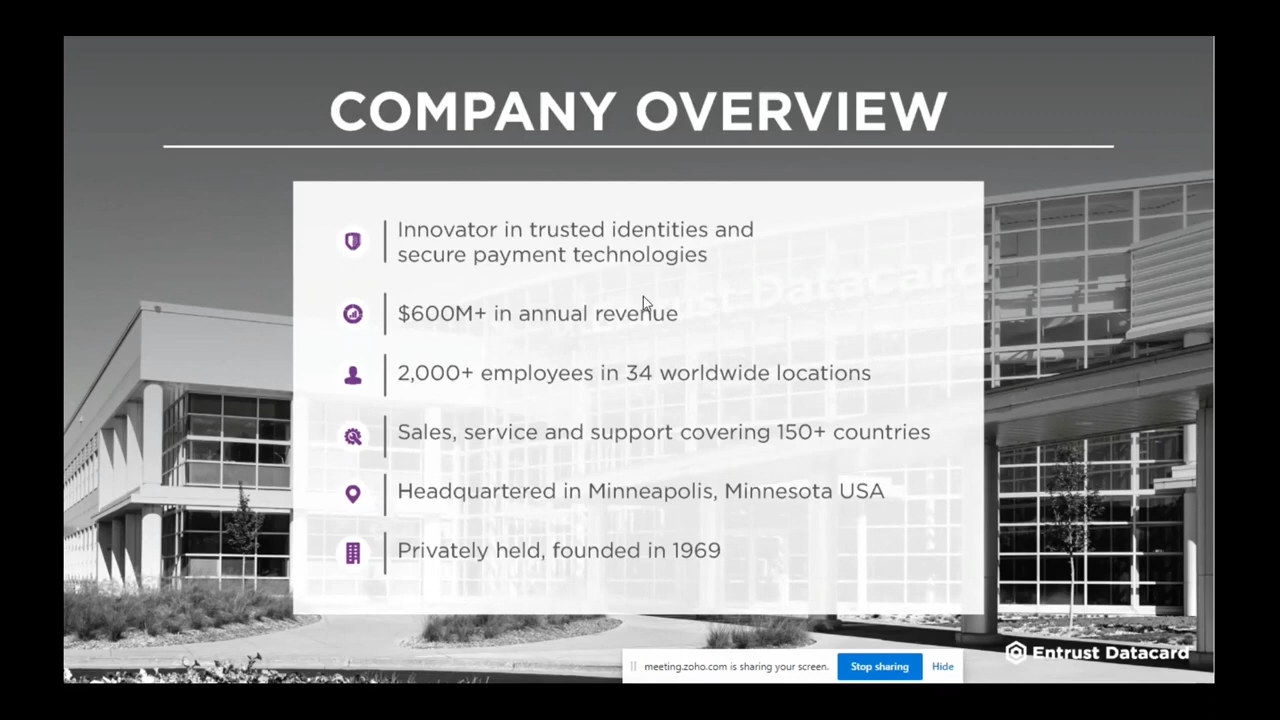 COMPANY OVERVIEW
Innovator in trusted identities and
secure payment technologies
$600M+ in annual revenue
2,000+ employees in 34 worldwide locations
Sales, service and support covering 150+ countries
Headquartered in Minneapolis, Minnesota USA
Privately held, founded in 1969
Entrust Datacard
Entrust Datacard
meeting.zoho.com is sharing your screen.
Stop sharing
Hide